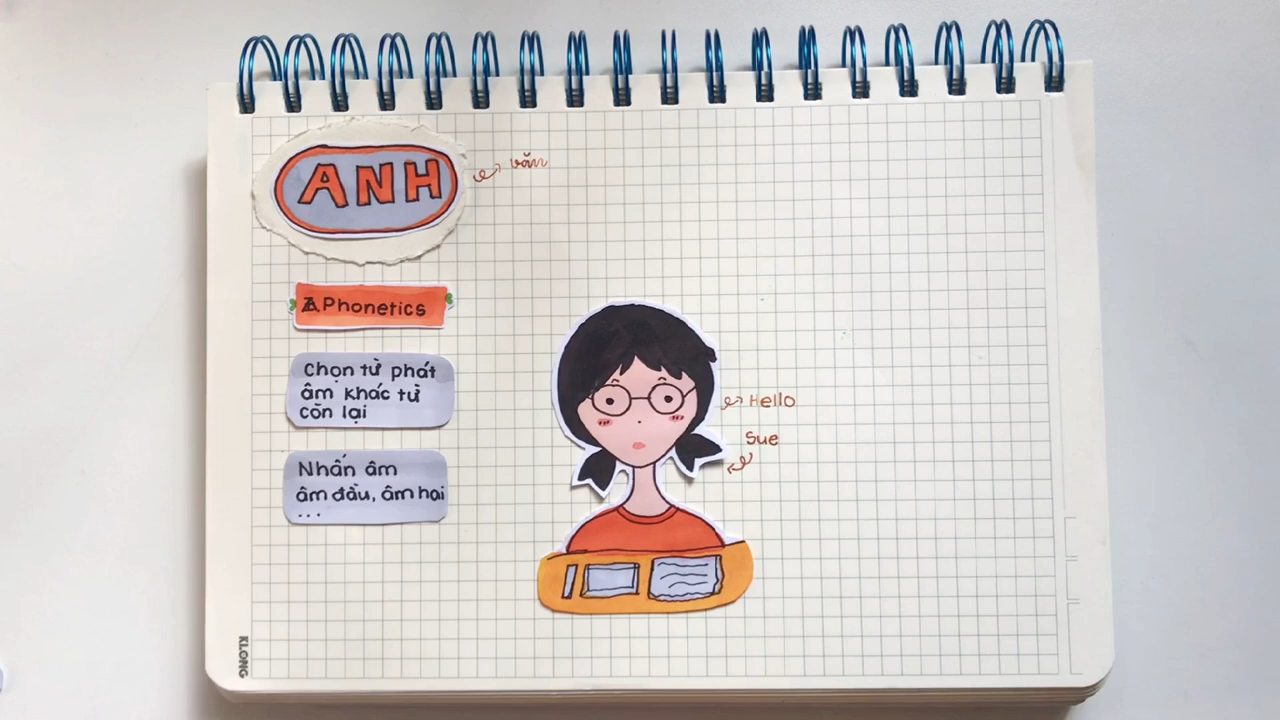 ANH
văn
A Phonetics
Chọn từ phát
âm khác từ
còn lại
Nhấn âm
âm đầu, âm hai
...
Hello
Sue
KLONG